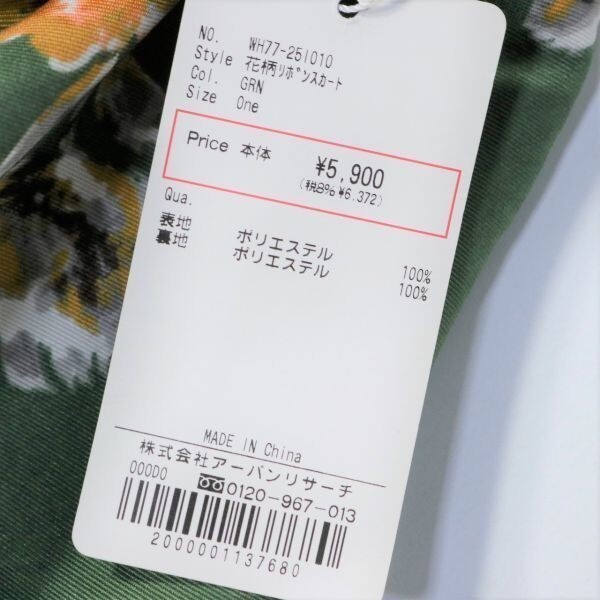 NO. WH77-25I010
Style 花柄ﾘﾎﾞﾝｽｶｰﾄ
Col. GRN
Size One
Price 本体 ¥5,900
(税8% ¥6,372)
Qua.
表地 ポリエステル 100%
裏地 ポリエステル 100%
MADE IN China
株式会社アーバンリサーチ
000D0 0120-967-013
2000001137680